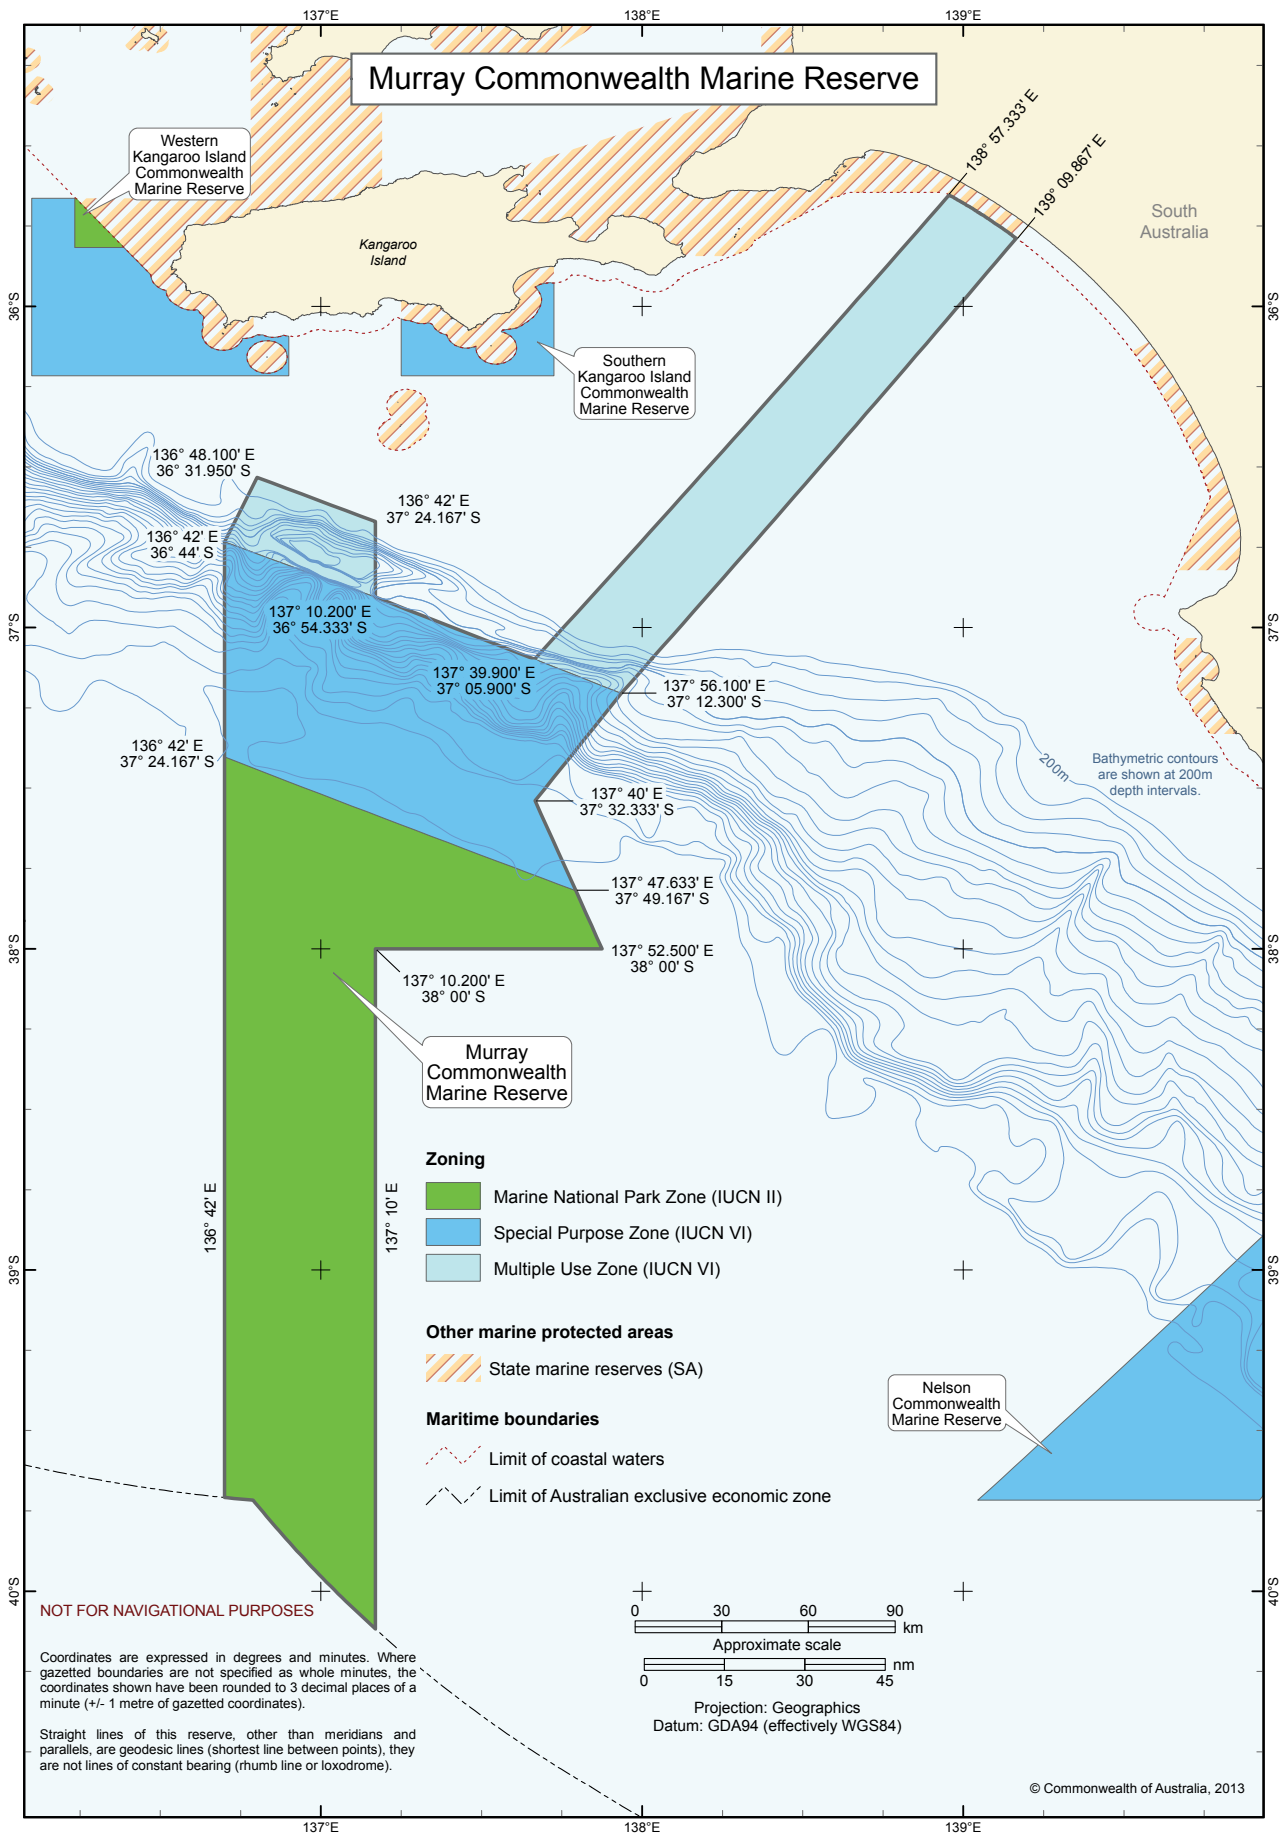 137°E
138°E
139°E
Murray Commonwealth Marine Reserve
138° 57.333' E
139° 09.867' E
Western
Kangaroo Island
Commonwealth
Marine Reserve
South
Australia
Kangaroo
Island
36°S
36°S
Southern
Kangaroo Island
Commonwealth
Marine Reserve
136° 48.100' E
36° 31.950' S
136° 42' E
37° 24.167' S
136° 42' E
36° 44' S
137° 10.200' E
36° 54.333' S
37°S
37°S
137° 39.900' E
37° 05.900' S
137° 56.100' E
37° 12.300' S
136° 42' E
37° 24.167' S
200m
Bathymetric contours
are shown at 200m
depth intervals.
137° 40' E
37° 32.333' S
137° 47.633' E
37° 49.167' S
38°S
38°S
137° 52.500' E
38° 00' S
137° 10.200' E
38° 00' S
Murray
Commonwealth
Marine Reserve
136° 42' E
137° 10' E
Zoning
Marine National Park Zone (IUCN II)
Special Purpose Zone (IUCN VI)
Multiple Use Zone (IUCN VI)
39°S
39°S
Other marine protected areas
State marine reserves (SA)
Maritime boundaries
Limit of coastal waters
Limit of Australian exclusive economic zone
Nelson
Commonwealth
Marine Reserve
40°S
40°S
NOT FOR NAVIGATIONAL PURPOSES
Coordinates are expressed in degrees and minutes. Where
gazetted boundaries are not specified as whole minutes, the
coordinates shown have been rounded to 3 decimal places of a
minute (+/- 1 metre of gazetted coordinates).
Straight lines of this reserve, other than meridians and
parallels, are geodesic lines (shortest line between points), they
are not lines of constant bearing (rhumb line or loxodrome).
0 30 60 90
km
Approximate scale
nm
0 15 30 45
Projection: Geographics
Datum: GDA94 (effectively WGS84)
© Commonwealth of Australia, 2013
137°E
138°E
139°E